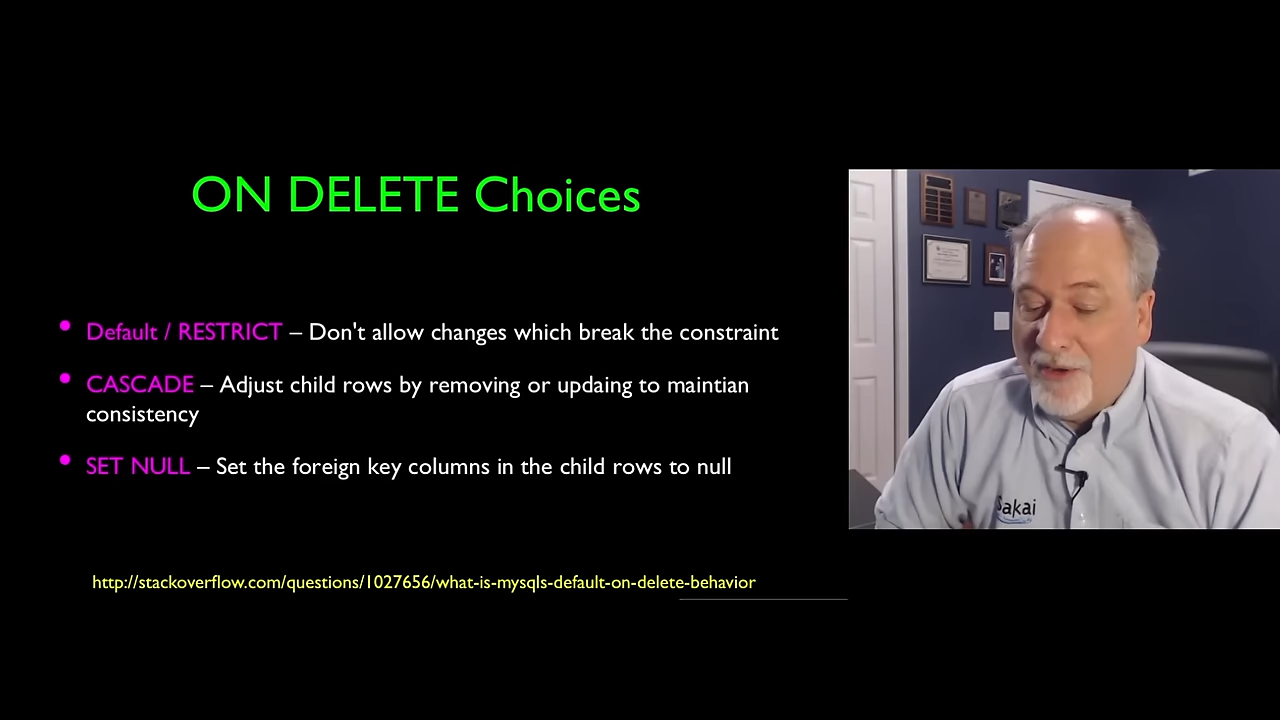 ON DELETE Choices
• Default / RESTRICT – Don't allow changes which break the constraint
• CASCADE – Adjust child rows by removing or updaing to maintian
consistency
• SET NULL – Set the foreign key columns in the child rows to null
http://stackoverflow.com/questions/1027656/what-is-mysqls-default-on-delete-behavior
Sakai